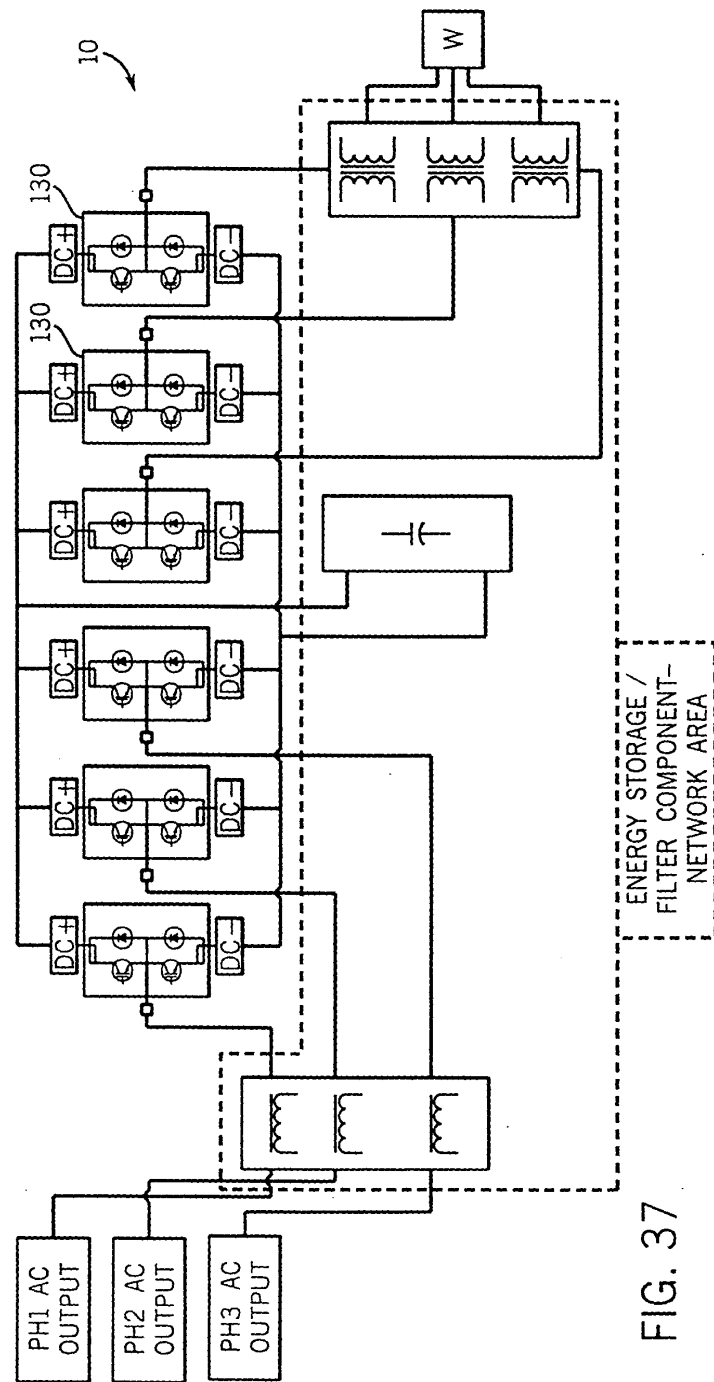 10
130
130
DC+
DC+
DC+
DC+
DC+
DC+
DC-
DC-
DC-
DC-
DC-
DC-
W
PH1 AC
OUTPUT
PH2 AC
OUTPUT
PH3 AC
OUTPUT
ENERGY STORAGE /
FILTER COMPONENT-
NETWORK AREA
FIG. 37